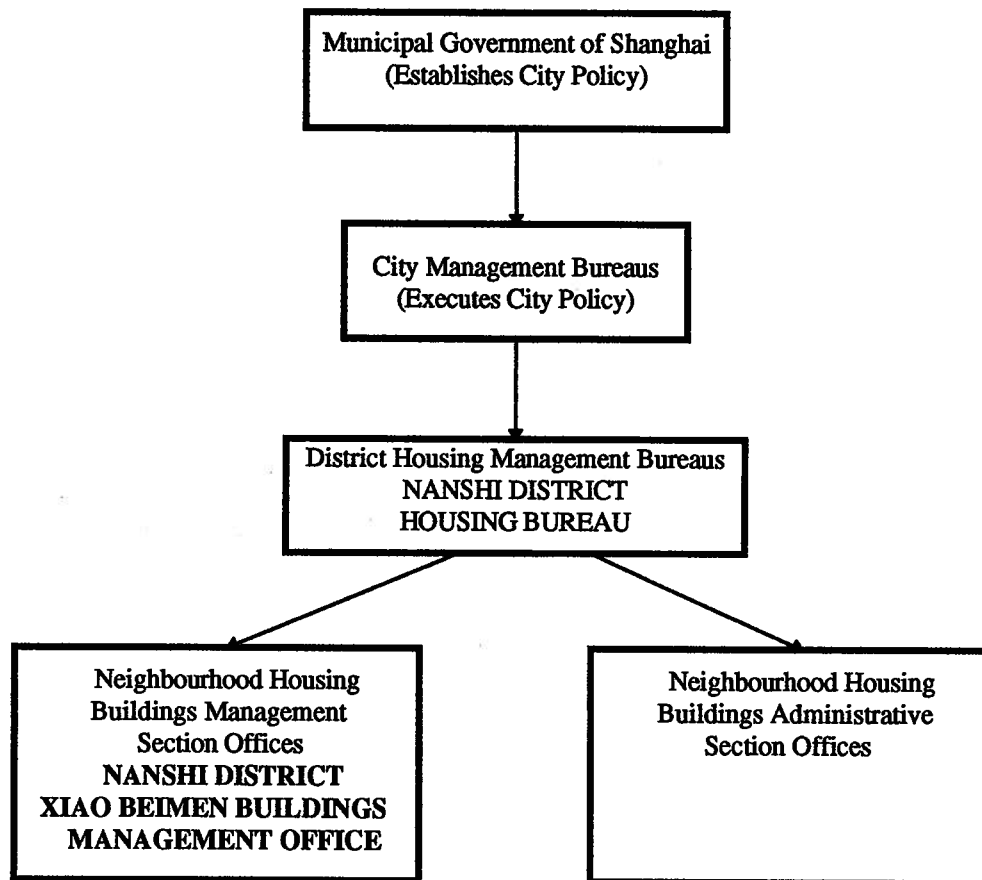 Municipal Government of Shanghai
(Establishes City Policy)
City Management Bureaus
(Executes City Policy)
District Housing Management Bureaus
NANSHI DISTRICT
HOUSING BUREAU
Neighbourhood Housing
Buildings Management
Section Offices
NANSHI DISTRICT
XIAO BEIMEN BUILDINGS
MANAGEMENT OFFICE
Neighbourhood Housing
Buildings Administrative
Section Offices